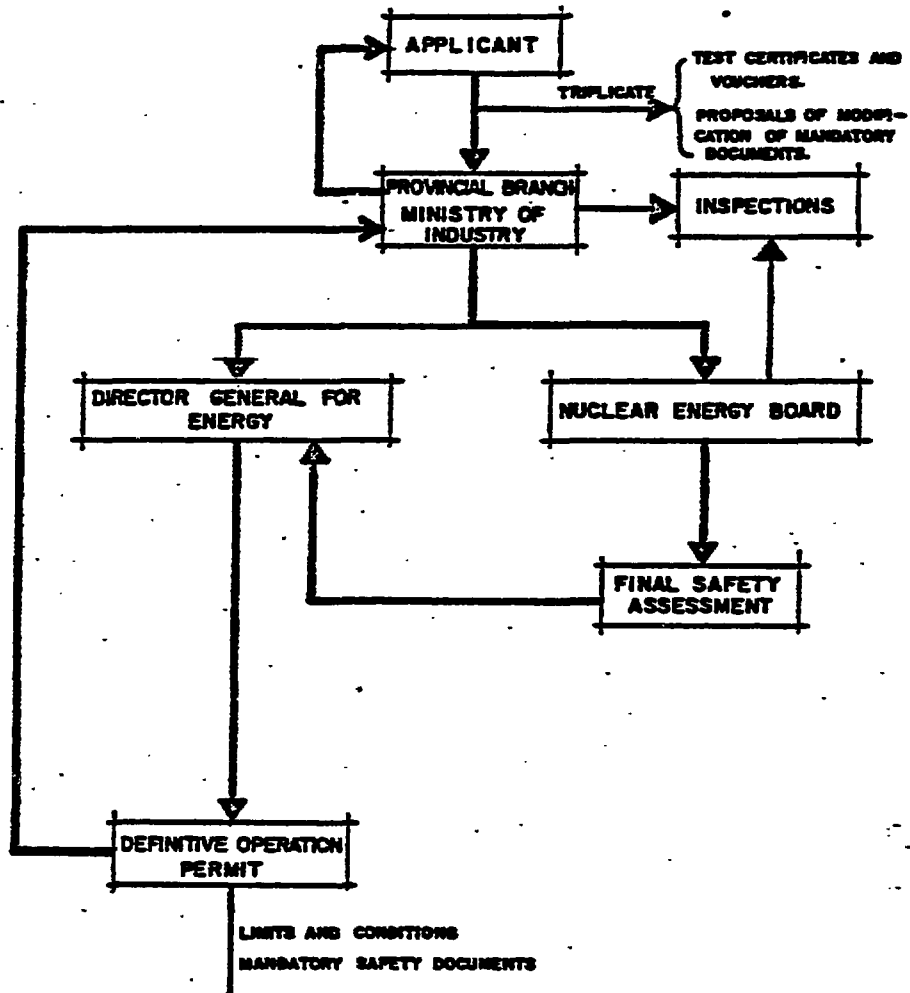 APPLICANT
TRIPLICATE
TEST CERTIFICATES AND
VOUCHERS.
PROPOSALS OF MODIFI-
CATION OF MANDATORY
DOCUMENTS.
PROVINCIAL BRANCH
MINISTRY OF
INDUSTRY
INSPECTIONS
DIRECTOR GENERAL FOR
ENERGY
NUCLEAR ENERGY BOARD
FINAL SAFETY
ASSESSMENT
DEFINITIVE OPERATION
PERMIT
LIMITS AND CONDITIONS
MANDATORY SAFETY DOCUMENTS